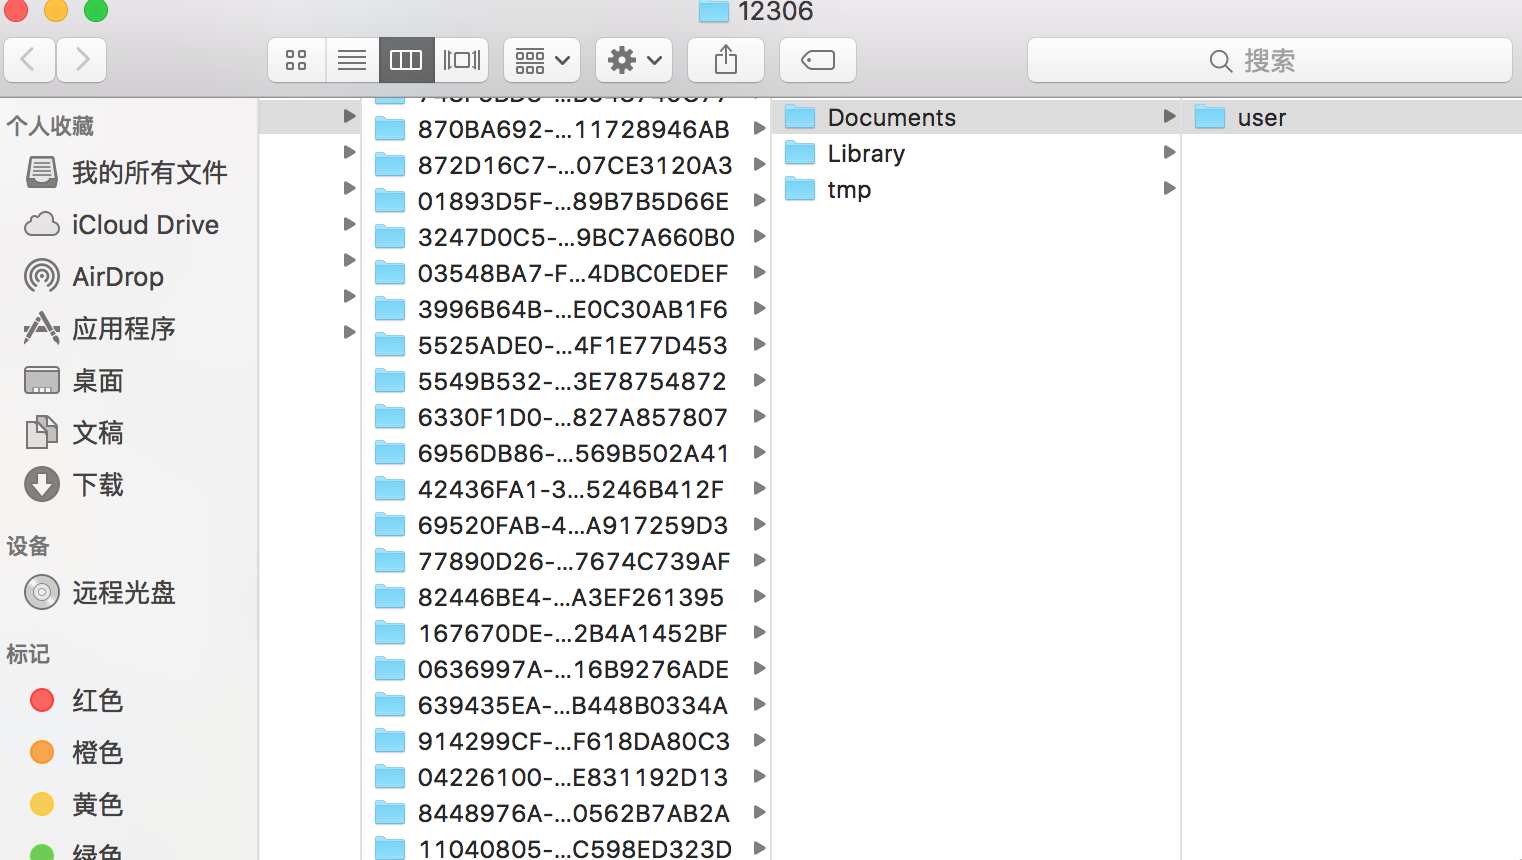 12306
搜索
个人收藏
我的所有文件
iCloud Drive
AirDrop
应用程序
桌面
文稿
下载
设备
远程光盘
标记
红色
橙色
黄色
绿色
870BA692-...11728946AB
872D16C7-...07CE3120A3
01893D5F-...89B7B5D66E
3247D0C5-...9BC7A660B0
03548BA7-F...4DBC0EDEF
3996B64B-...E0C30AB1F6
5525ADE0-...4F1E77D453
5549B532-...3E78754872
6330F1D0-...827A857807
6956DB86-...569B502A41
42436FA1-3...5246B412F
69520FAB-4...A917259D3
77890D26-...7674C739AF
82446BE4-...A3EF261395
167670DE-...2B4A1452BF
0636997A-...16B9276ADE
639435EA-...B448B0334A
914299CF-...F618DA80C3
04226100-...E831192D13
8448976A-...0562B7AB2A
11040805-...C598ED323D
Documents
Library
tmp
user